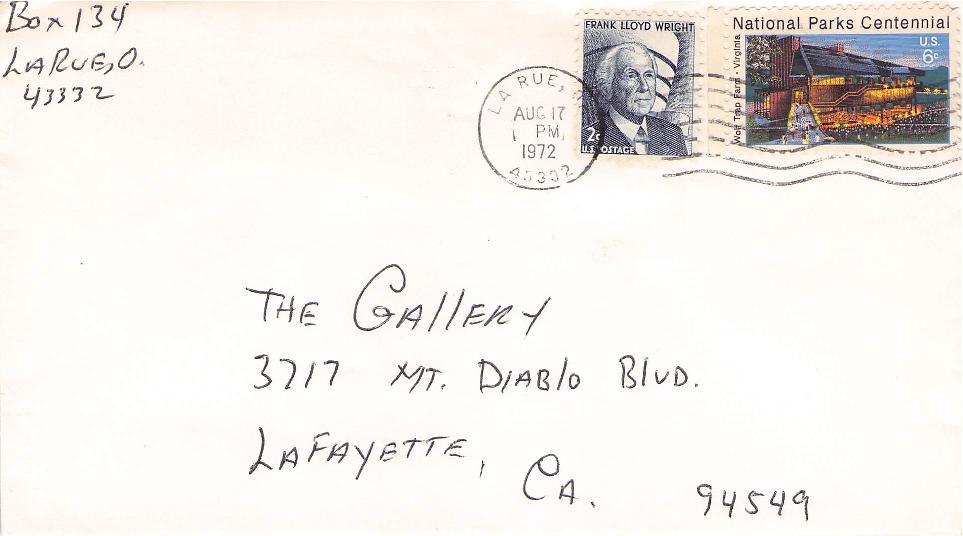 Box 134
LARUE, O.
43332
FRANK LLOYD WRIGHT
2c
U.S. POSTAGE
National Parks Centennial
U.S.
6c
Wolf Trap Farm · Virginia
LA RUE,
AUG 17
PM
1972
43332
THE GAllERY
3717 MT. DIAblo BlVD.
LAFAYETTE, CA. 94549